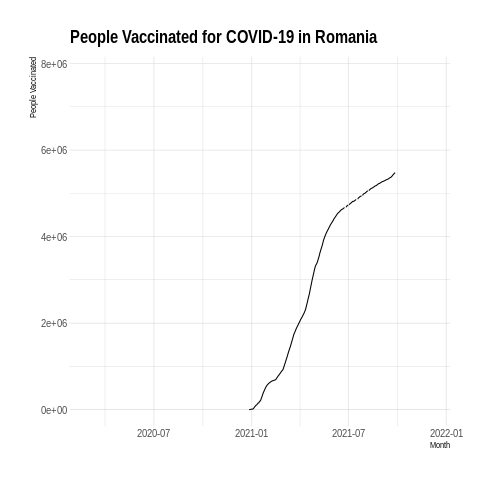 People Vaccinated for COVID-19 in Romania
People Vaccinated
8e+06
6e+06
4e+06
2e+06
0e+00
2020-07
2021-01
2021-07
2022-01
Month